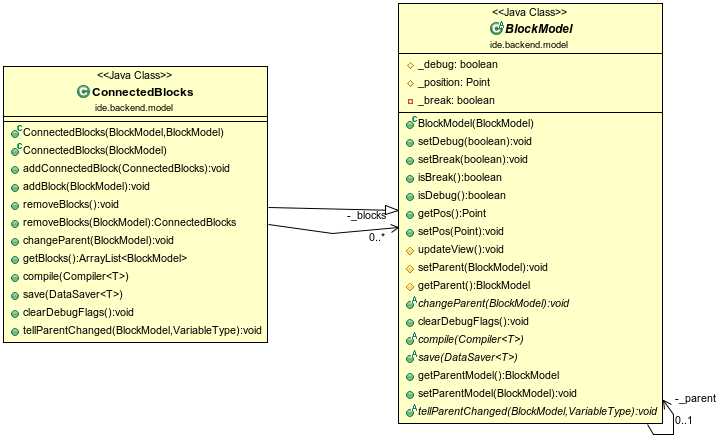 <<Java Class>>
ConnectedBlocks
ide.backend.model
ConnectedBlocks(BlockModel,BlockModel)
ConnectedBlocks(BlockModel)
addConnectedBlock(ConnectedBlocks):void
addBlock(BlockModel):void
removeBlocks():void
removeBlocks(BlockModel):ConnectedBlocks
changeParent(BlockModel):void
getBlocks():ArrayList<BlockModel>
compile(Compiler<T>)
save(DataSaver<T>)
clearDebugFlags():void
tellParentChanged(BlockModel,VariableType):void
-_blocks
0..*
<<Java Class>>
BlockModel
ide.backend.model
_debug: boolean
_position: Point
_break: boolean
BlockModel(BlockModel)
setDebug(boolean):void
setBreak(boolean):void
isBreak():boolean
isDebug():boolean
getPos():Point
setPos(Point):void
updateView():void
setParent(BlockModel):void
getParent():BlockModel
changeParent(BlockModel):void
clearDebugFlags():void
compile(Compiler<T>)
save(DataSaver<T>)
getParentModel():BlockModel
setParentModel(BlockModel):void
tellParentChanged(BlockModel,VariableType):void
-_parent
0..1